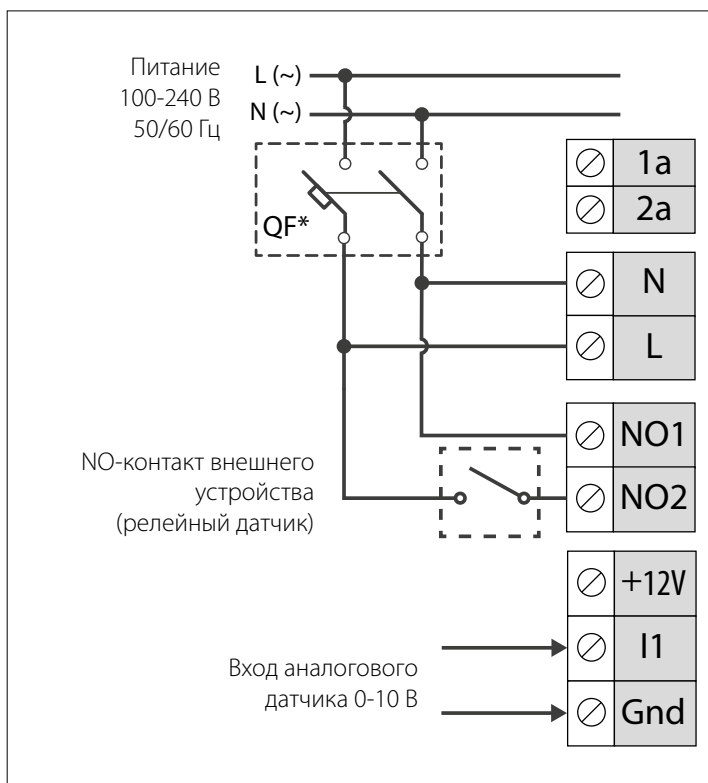 Питание
100-240 В
50/60 Гц
L (~)
N (~)
QF*
1a
2a
N
L
NO1
NO2
NO-контакт внешнего
устройства
(релейный датчик)
+12V
I1
Gnd
Вход аналогового
датчика 0-10 В